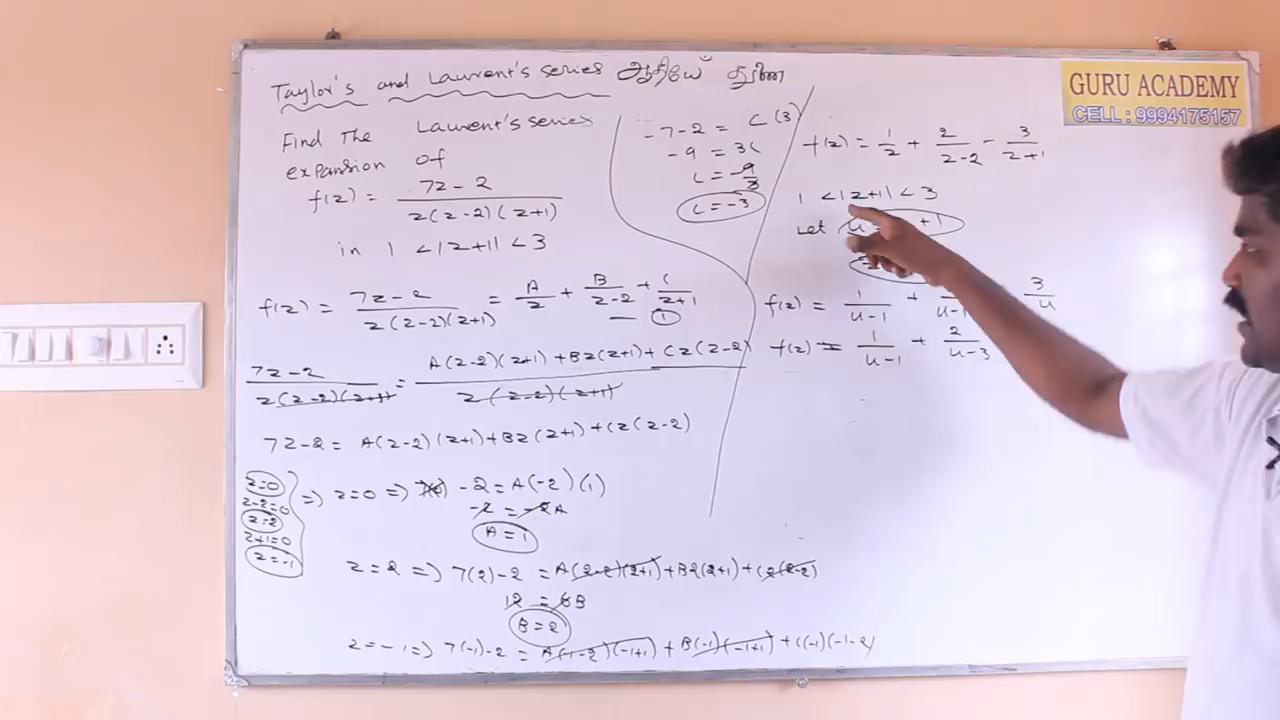 Taylor's and Laurent's series
Find The Laurent's series
expansion of
f(z) = 7z - 2 / z(z-2)(z+1)
in 1 < |z+1| < 3
f(z) = 7z-2 / z(z-2)(z+1) = A/z + B/z-2 + C/z+1
1
7z-2 / z(z-2)(z+1) = A(z-2)(z+1) + Bz(z+1) + Cz(z-2) / z(z-2)(z+1)
7z-2 = A(z-2)(z+1) + Bz(z+1) + Cz(z-2)
z=0
z-2=0
z=2
z+1=0
z=-1
=> z=0 => -2 = A(-2)(1)
-2 = -2A
A=1
z=2 => 7(2)-2 = A(2-2)(2+1) + B2(2+1) + C2(2-2)
12 = 6B
B=2
z=-1 => 7(-1)-2 = A(-1-2)(-1+1) + B(-1)(-1+1) + C(-1)(-1-2)
-7-2 = C(3)
-9 = 3C
C = -9/3
C = -3
f(z) = 1/z + 2/z-2 - 3/z+1
1 < |z+1| < 3
Let u +1
f(z) = 1/u-1 + 3/u
f(z) = 1/u-1 + 2/u-3
GURU ACADEMY
CELL : 9994175157